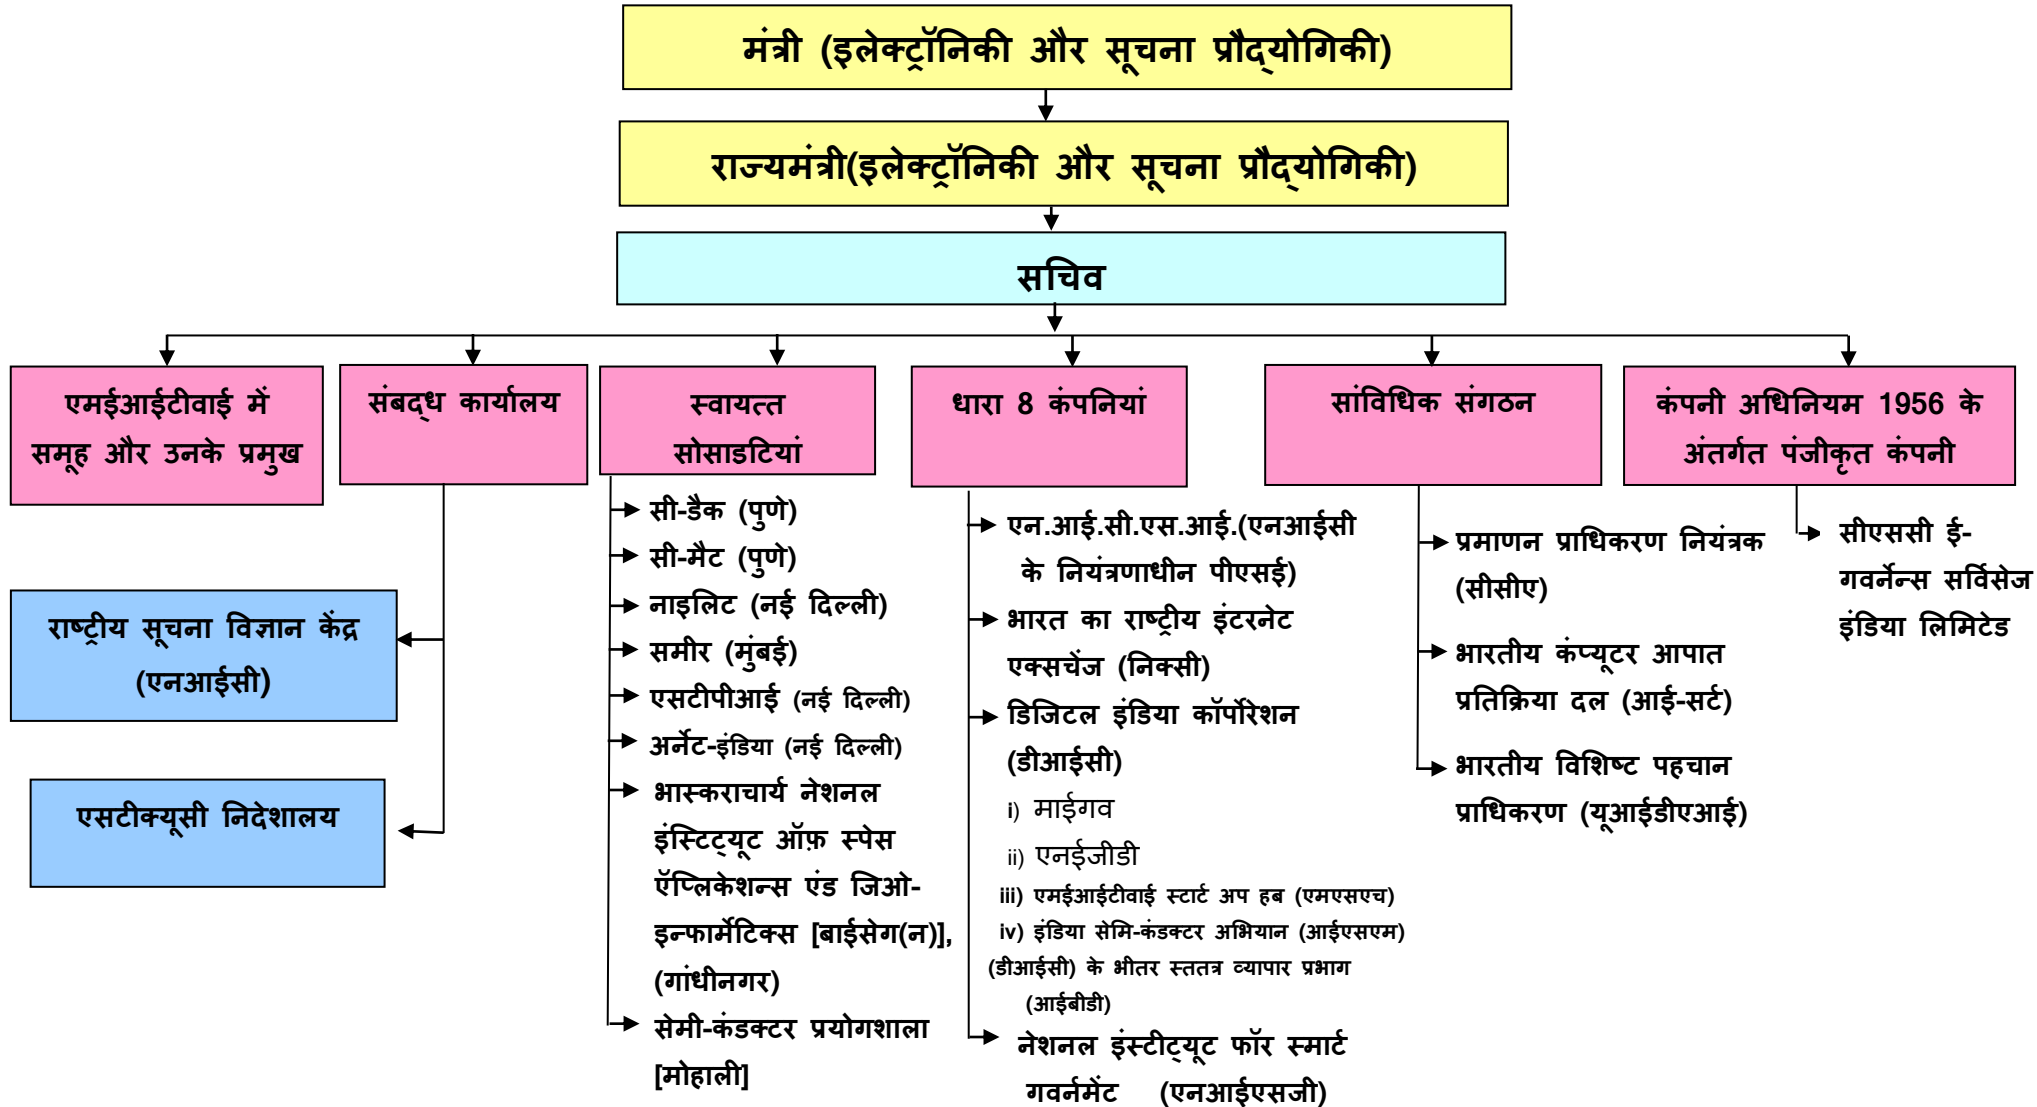 मंत्री (इलेक्ट्रॉनिकी और सूचना प्रौद्योगिकी)
राज्यमंत्री(इलेक्ट्रॉनिकी और सूचना प्रौद्योगिकी)
सचिव
एमईआईटीवाई में
समूह और उनके प्रमुख
संबद्ध कार्यालय
राष्ट्रीय सूचना विज्ञान केंद्र
(एनआईसी)
एसटीक्यूसी निदेशालय
स्वायत्त
सोसाइटियां
सी-डैक (पुणे)
सी-मैट (पुणे)
नाइलिट (नई दिल्ली)
समीर (मुंबई)
एसटीपीआई (नई दिल्ली)
अर्नेट-इंडिया (नई दिल्ली)
भास्कराचार्य नेशनल
इंस्टिट्यूट ऑफ़ स्पेस
ऍप्लिकेशन्स एंड जिओ-
इन्फार्मेटिक्स [बाईसेग(न)],
(गांधीनगर)
सेमी-कंडक्टर प्रयोगशाला
[मोहाली]
धारा 8 कंपनियां
एन.आई.सी.एस.आई.(एनआईसी
के नियंत्रणाधीन पीएसई)
भारत का राष्ट्रीय इंटरनेट
एक्सचेंज (निक्सी)
डिजिटल इंडिया कॉर्पोरेशन
(डीआईसी)
i) माईगव
ii) एनईजीडी
iii) एमईआईटीवाई स्टार्ट अप हब (एमएसएच)
iv) इंडिया सेमि-कंडक्टर अभियान (आईएसएम)
(डीआईसी) के भीतर स्ततत्र व्यापार प्रभाग
(आईबीडी)
नेशनल इंस्टीट्यूट फॉर स्मार्ट
गवर्नमेंट (एनआईएसजी)
सांविधिक संगठन
प्रमाणन प्राधिकरण नियंत्रक
(सीसीए)
भारतीय कंप्यूटर आपात
प्रतिक्रिया दल (आई-सर्ट)
भारतीय विशिष्ट पहचान
प्राधिकरण (यूआईडीएआई)
कंपनी अधिनियम 1956 के
अंतर्गत पंजीकृत कंपनी
सीएससी ई-
गवर्नेन्स सर्विसेज
इंडिया लिमिटेड